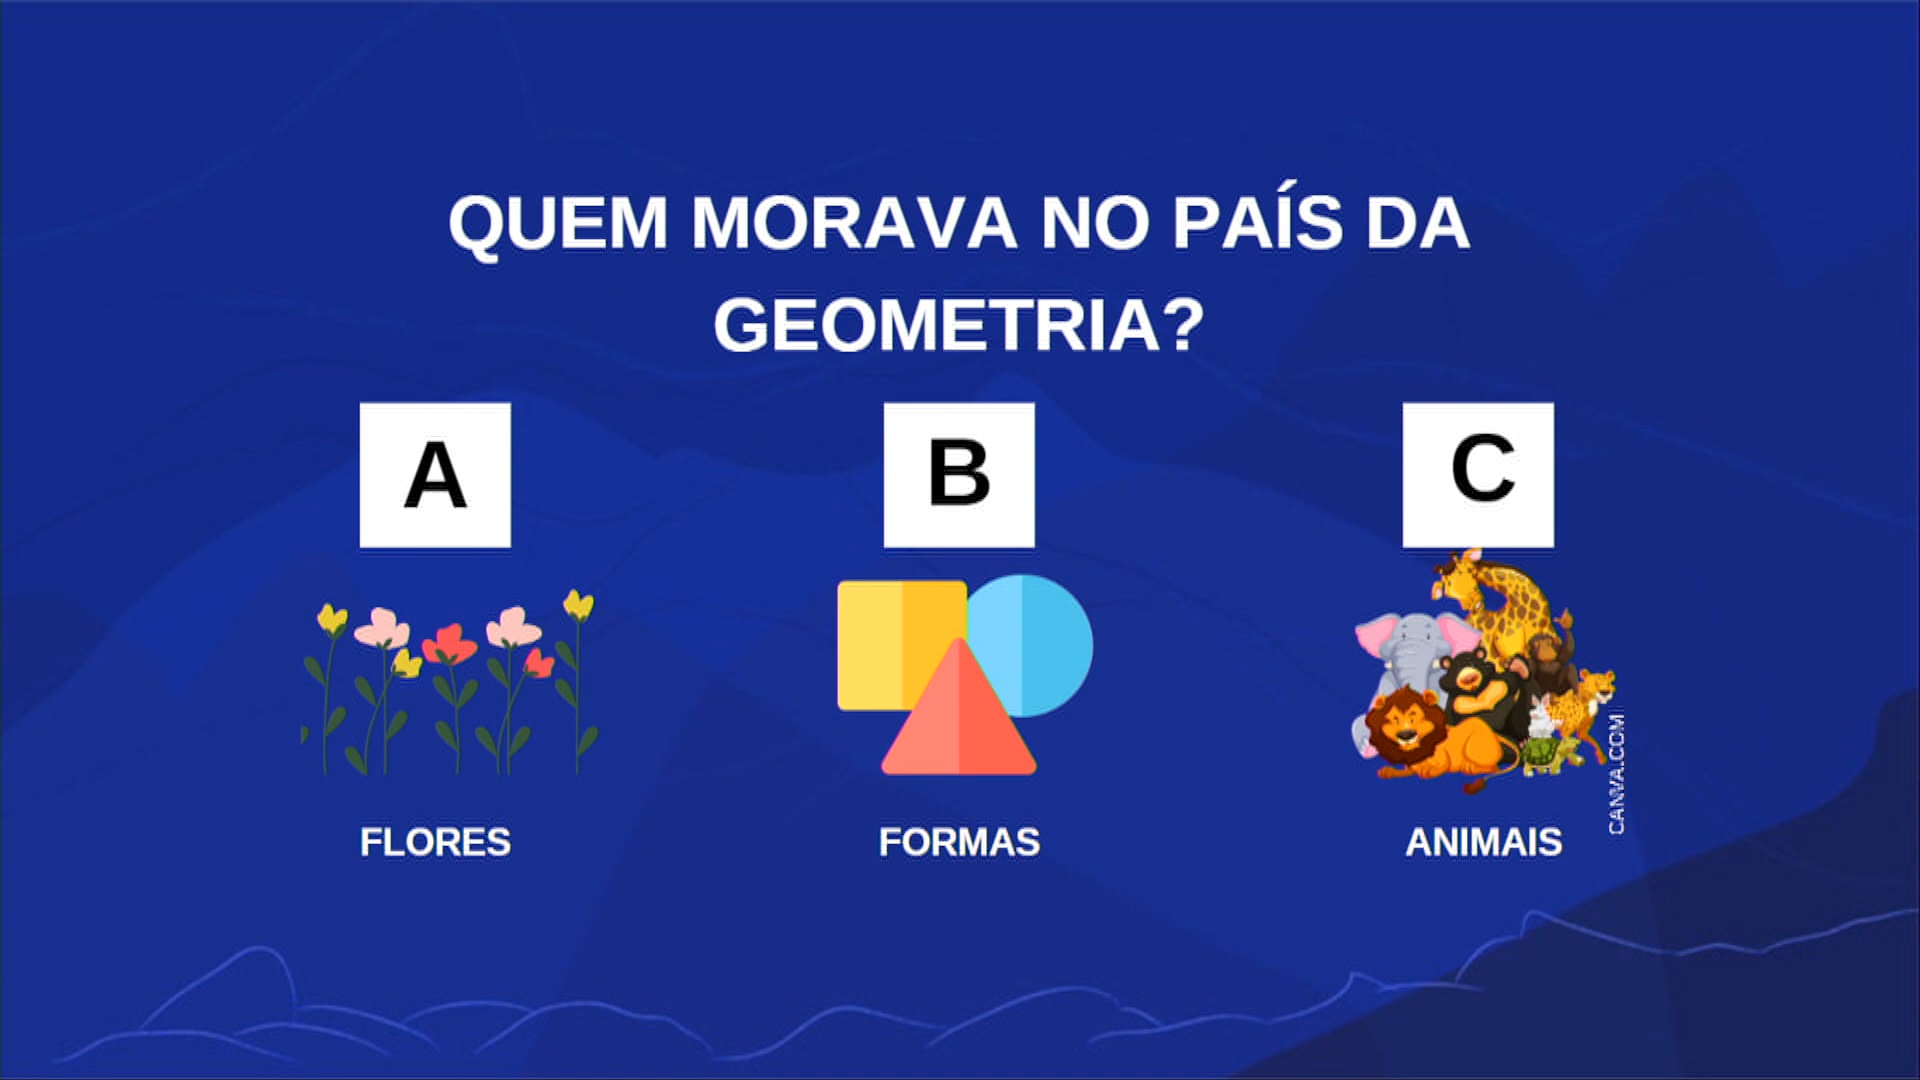 QUEM MORAVA NO PAÍS DA
GEOMETRIA?
A
B
C
FLORES
FORMAS
ANIMAIS
CANVA.COM